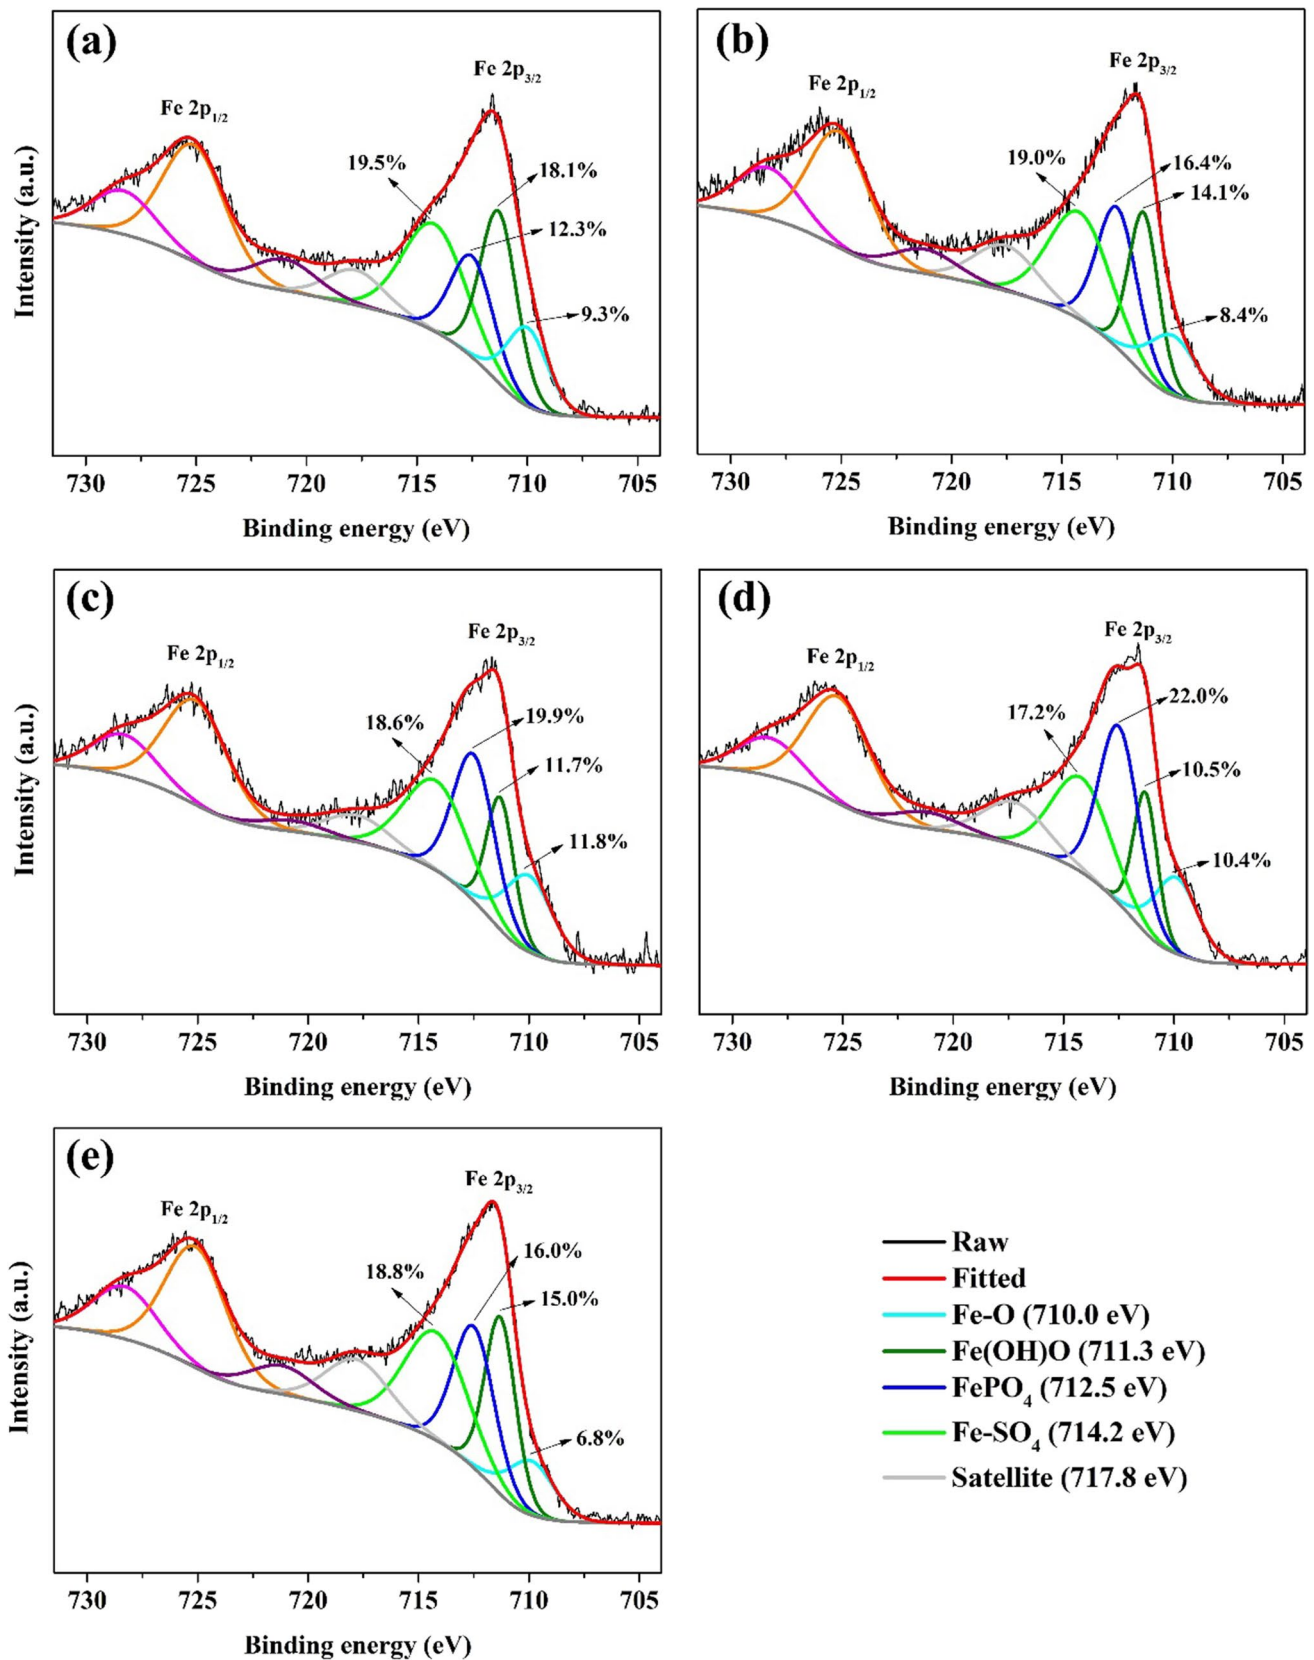 (a)
Fe 2p3/2
Fe 2p1/2
19.5%
18.1%
12.3%
9.3%
Intensity (a.u.)
730 725 720 715 710 705
Binding energy (eV)
(b)
Fe 2p3/2
Fe 2p1/2
19.0%
16.4%
14.1%
8.4%
730 725 720 715 710 705
Binding energy (eV)
(c)
Fe 2p3/2
Fe 2p1/2
18.6%
19.9%
11.7%
11.8%
Intensity (a.u.)
730 725 720 715 710 705
Binding energy (eV)
(d)
Fe 2p3/2
Fe 2p1/2
17.2%
22.0%
10.5%
10.4%
730 725 720 715 710 705
Binding energy (eV)
(e)
Fe 2p3/2
Fe 2p1/2
18.8%
16.0%
15.0%
6.8%
Intensity (a.u.)
730 725 720 715 710 705
Binding energy (eV)
Raw
Fitted
Fe-O (710.0 eV)
Fe(OH)O (711.3 eV)
FePO4 (712.5 eV)
Fe-SO4 (714.2 eV)
Satellite (717.8 eV)